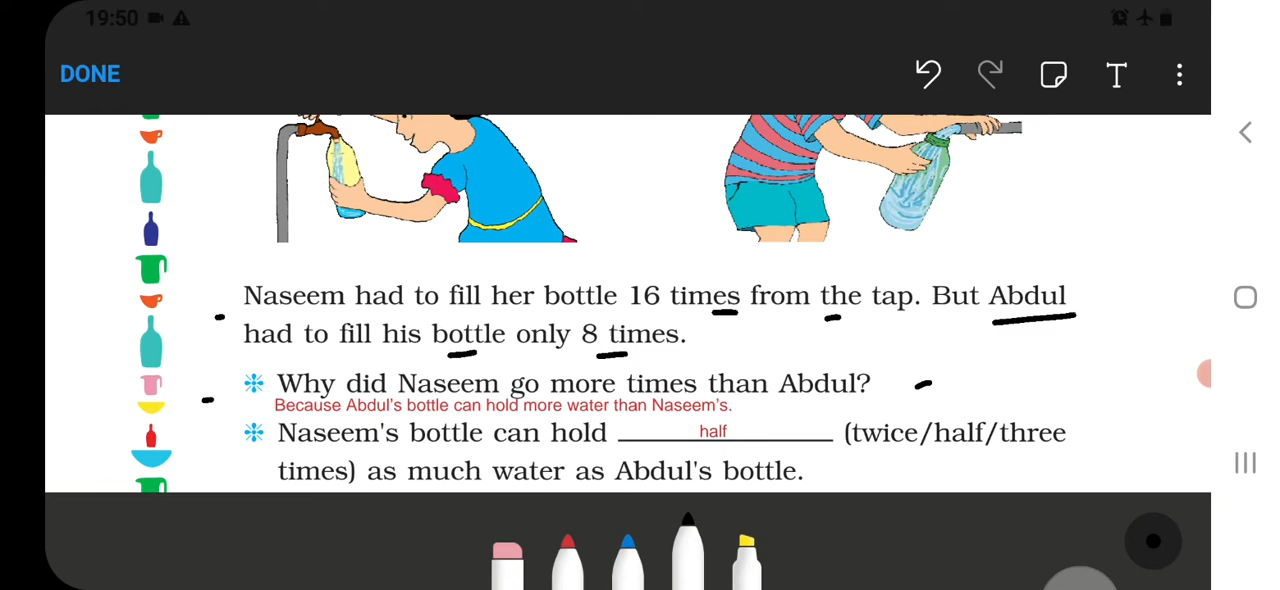 19:50
DONE
T
Naseem had to fill her bottle 16 times from the tap. But Abdul
had to fill his bottle only 8 times.
Why did Naseem go more times than Abdul?
Because Abdul's bottle can hold more water than Naseem's.
Naseem's bottle can hold half (twice/half/three
times) as much water as Abdul's bottle.